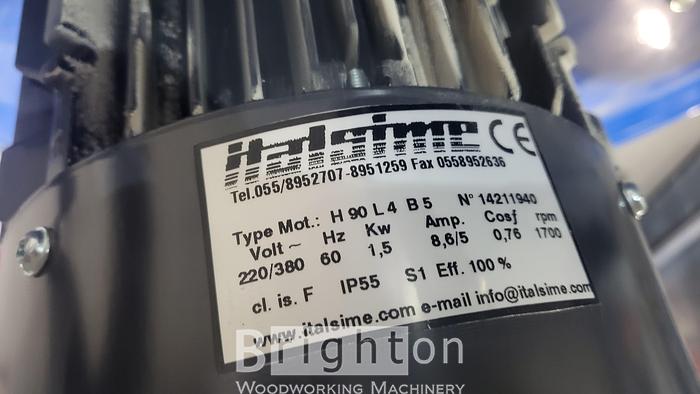 italsime CE
Tel.055/8952707-8951259 Fax 0558952636
Type Mot.: H 90 L 4 B 5 N° 14211940
Volt ~ Hz Kw Amp. Cosƒ rpm
220/380 60 1,5 8,6/5 0,76 1700
cl. is. F IP55 S1 Eff. 100 %
www.italsime.com e-mail info@italsime.com
Brighton
WOODWORKING MACHINERY